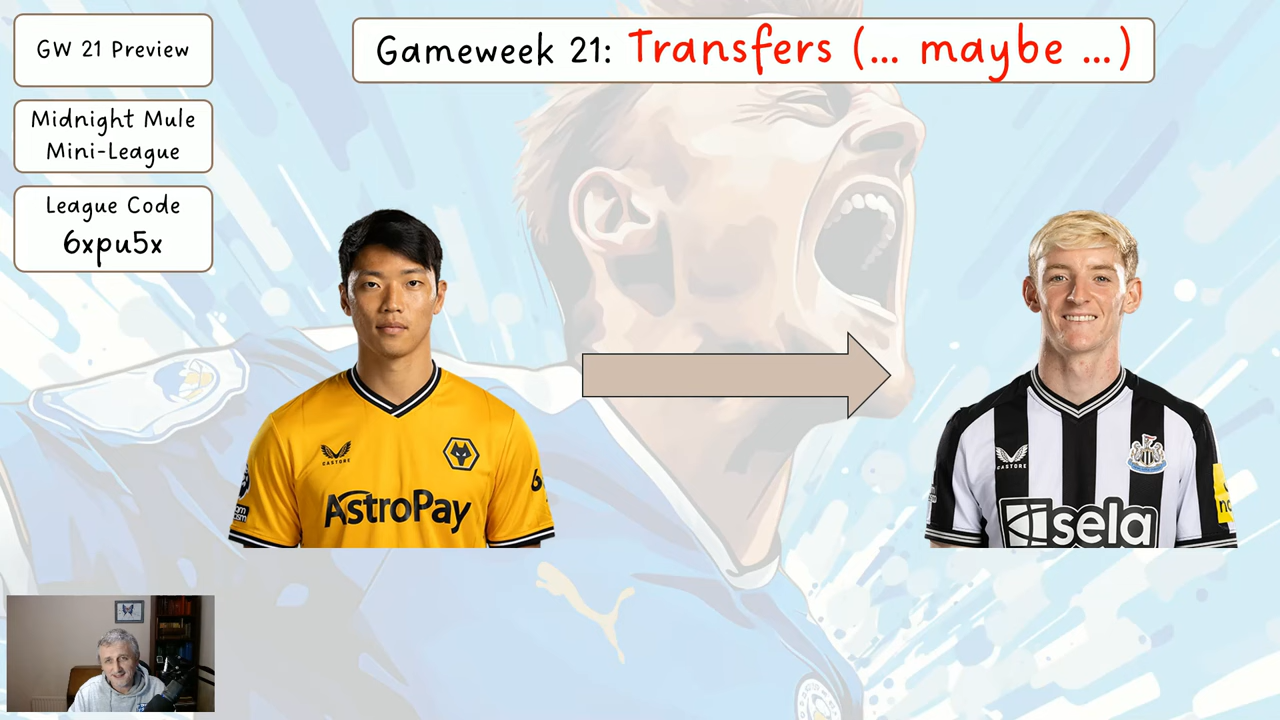 GW 21 Preview
Gameweek 21: Transfers (... maybe ...)
Midnight Mule
Mini-League
League Code
6xpu5x
CASTORE
AstroPay
CASTORE
sela